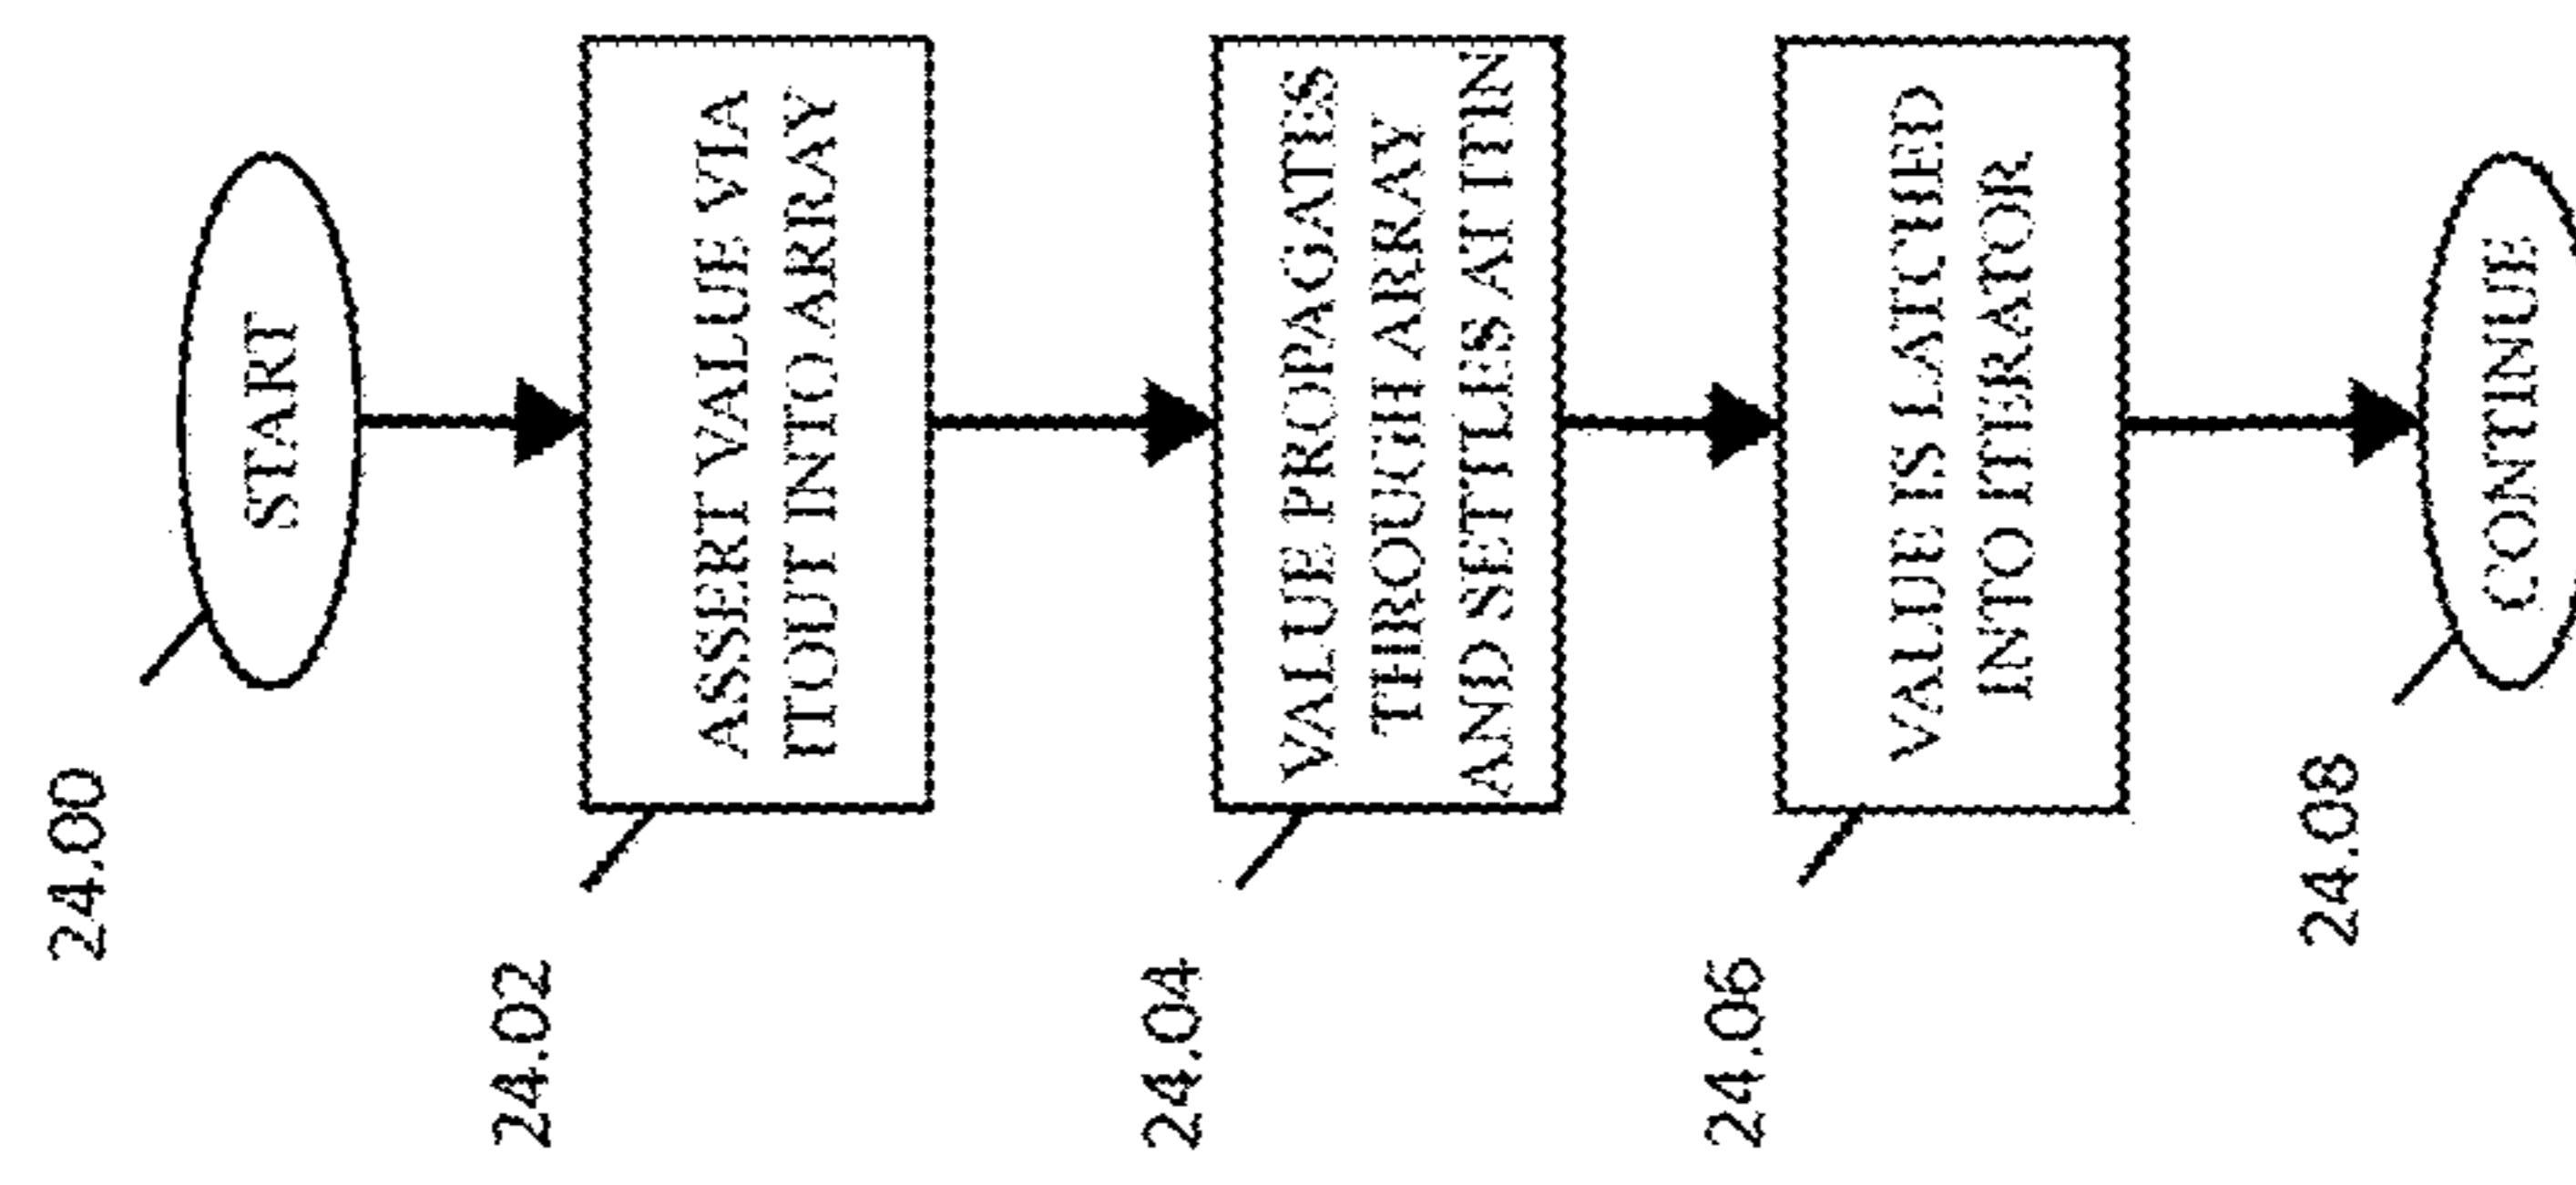 24.00
START
24.02
ASSERT VALUE VIA
ITOUT INTO ARRAY
24.04
VALUE PROPAGATES
THROUGH ARRAY
AND SETTLES AT ITIN
24.06
VALUE IS LATCHED
INTO ITERATOR
24.08
CONTINUE